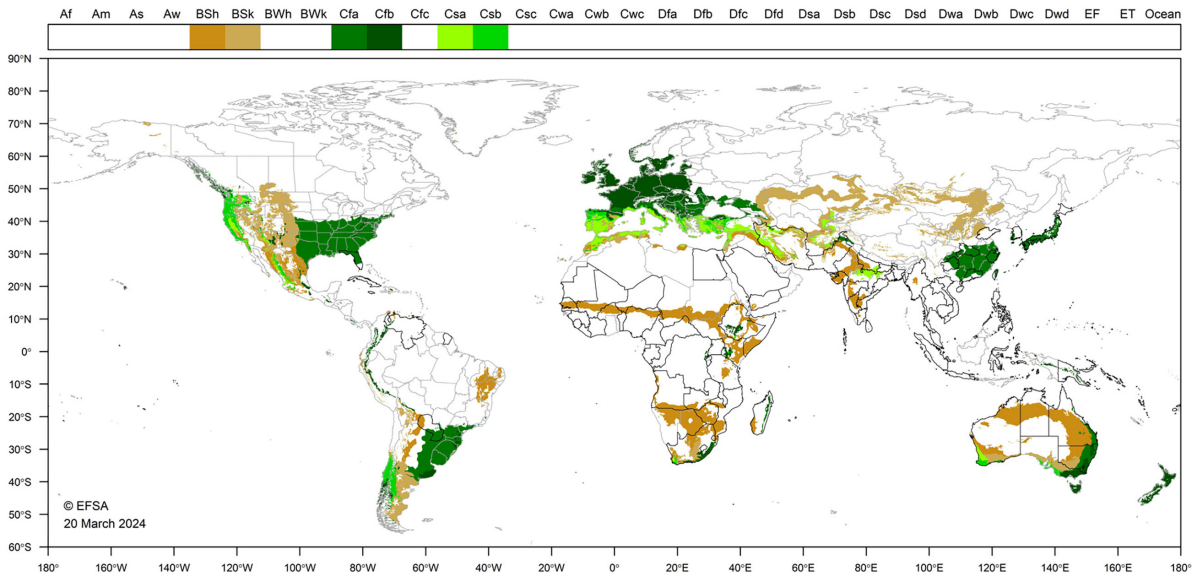 Af Am As Aw BSh BSk BWh BWk Cfa Cfb Cfc Csa Csb Csc Cwa Cwb Cwc Dfa Dfb Dfc Dfd Dsa Dsb Dsc Dsd Dwa Dwb Dwc Dwd EF ET Ocean
90°N
80°N
70°N
60°N
50°N
40°N
30°N
20°N
10°N
0°
10°S
20°S
30°S
40°S
50°S
60°S
© EFSA
20 March 2024
180°W 160°W 140°W 120°W 100°W 80°W 60°W 40°W 20°W 0° 20°E 40°E 60°E 80°E 100°E 120°E 140°E 160°E 180°